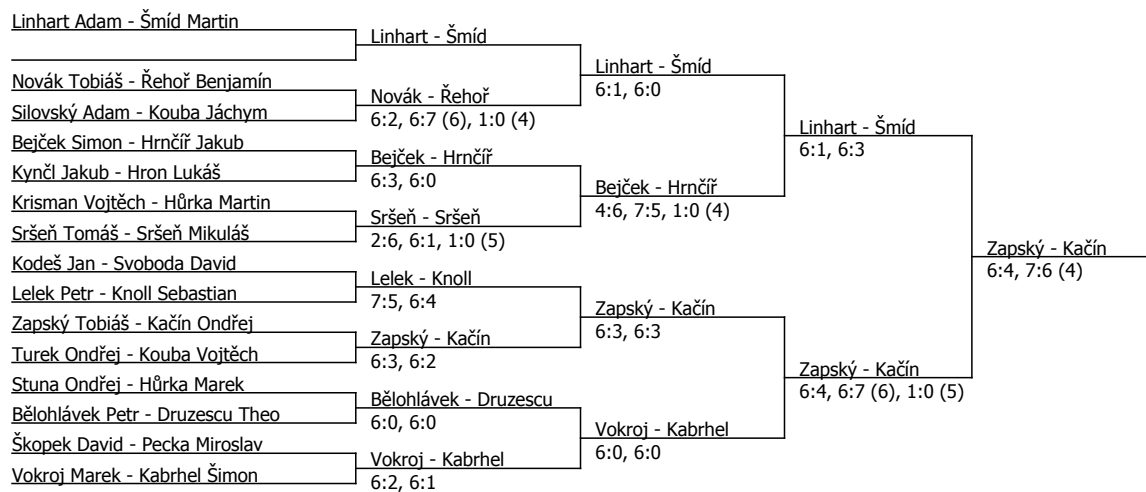 Linhart Adam - Šmíd Martin
Novák Tobiáš - Řehoř Benjamín
Silovský Adam - Kouba Jáchym
Bejček Simon - Hrnčíř Jakub
Kynčl Jakub - Hron Lukáš
Krisman Vojtěch - Hůrka Martin
Sršeň Tomáš - Sršeň Mikuláš
Kodeš Jan - Svoboda David
Lelek Petr - Knoll Sebastian
Zapský Tobiáš - Kačín Ondřej
Turek Ondřej - Kouba Vojtěch
Stuna Ondřej - Hůrka Marek
Bělohlávek Petr - Druzescu Theo
Škopek David - Pecka Miroslav
Vokroj Marek - Kabrhel Šimon
Linhart - Šmíd
Novák - Řehoř
6:2, 6:7 (6), 1:0 (4)
Bejček - Hrnčíř
6:3, 6:0
Sršeň - Sršeň
2:6, 6:1, 1:0 (5)
Lelek - Knoll
7:5, 6:4
Zapský - Kačín
6:3, 6:2
Bělohlávek - Druzescu
6:0, 6:0
Vokroj - Kabrhel
6:2, 6:1
Linhart - Šmíd
6:1, 6:0
Bejček - Hrnčíř
4:6, 7:5, 1:0 (4)
Zapský - Kačín
6:3, 6:3
Vokroj - Kabrhel
6:0, 6:0
Linhart - Šmíd
6:1, 6:3
Zapský - Kačín
6:4, 6:7 (6), 1:0 (5)
Zapský - Kačín
6:4, 7:6 (4)